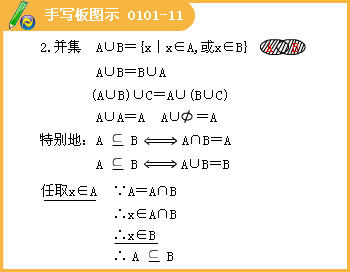 手写板图示 0101-11
2.并集 A∪B={x|x∈A,或x∈B}
A∪B=B∪A
(A∪B)∪C=A∪(B∪C)
A∪A=A A∪Φ=A
特别地: A ⊆ B ⟺ A∩B=A
A ⊆ B ⟺ A∪B=B
任取x∈A ∵A=A∩B
∴x∈A∩B
∴x∈B
∴ A ⊆ B